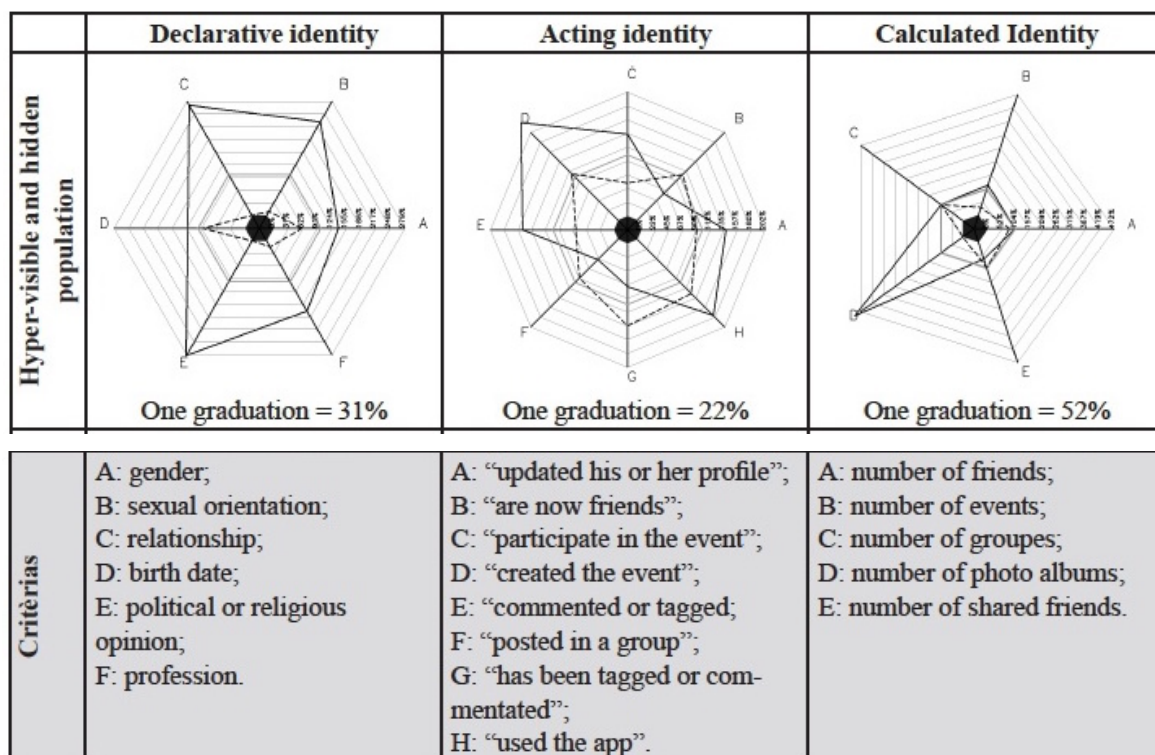 Declarative identity
Acting identity
Calculated Identity
Hyper-visible and hidden
population
C
B
D
A
E
F
One graduation = 31%
C
B
D
A
E
F
H
G
One graduation = 22%
B
C
A
D
E
One graduation = 52%
Critèrias
A: gender;
B: sexual orientation;
C: relationship;
D: birth date;
E: political or religious
opinion;
F: profession.
A: “updated his or her profile”;
B: “are now friends”;
C: “participate in the event”;
D: “created the event”;
E: “commented or tagged;
F: “posted in a group”;
G: “has been tagged or com-
mentated”;
H: “used the app”.
A: number of friends;
B: number of events;
C: number of groupes;
D: number of photo albums;
E: number of shared friends.